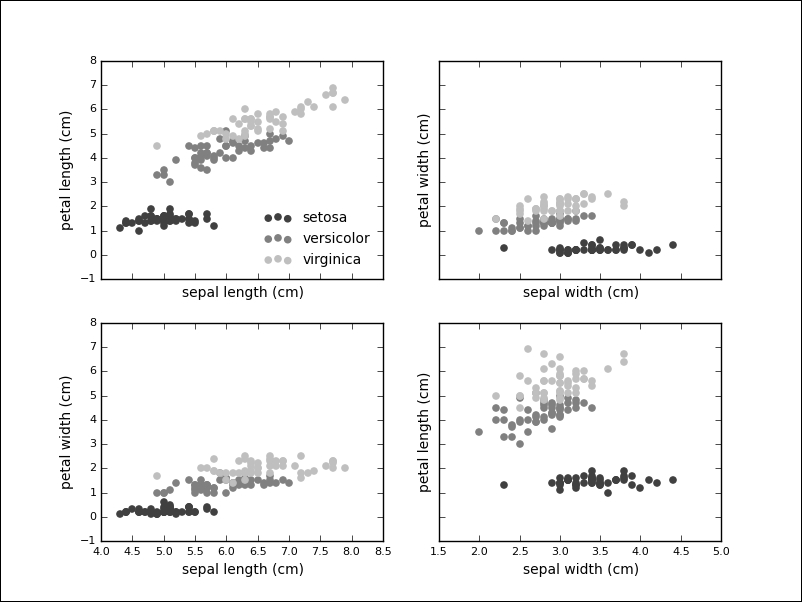 8
7
6
5
4
3
2
1
0
−1
petal length (cm)
setosa
versicolor
virginica
sepal length (cm)
petal width (cm)
sepal width (cm)
8
7
6
5
4
3
2
1
0
−1
petal width (cm)
4.0 4.5 5.0 5.5 6.0 6.5 7.0 7.5 8.0 8.5
sepal length (cm)
petal length (cm)
1.5 2.0 2.5 3.0 3.5 4.0 4.5 5.0
sepal width (cm)